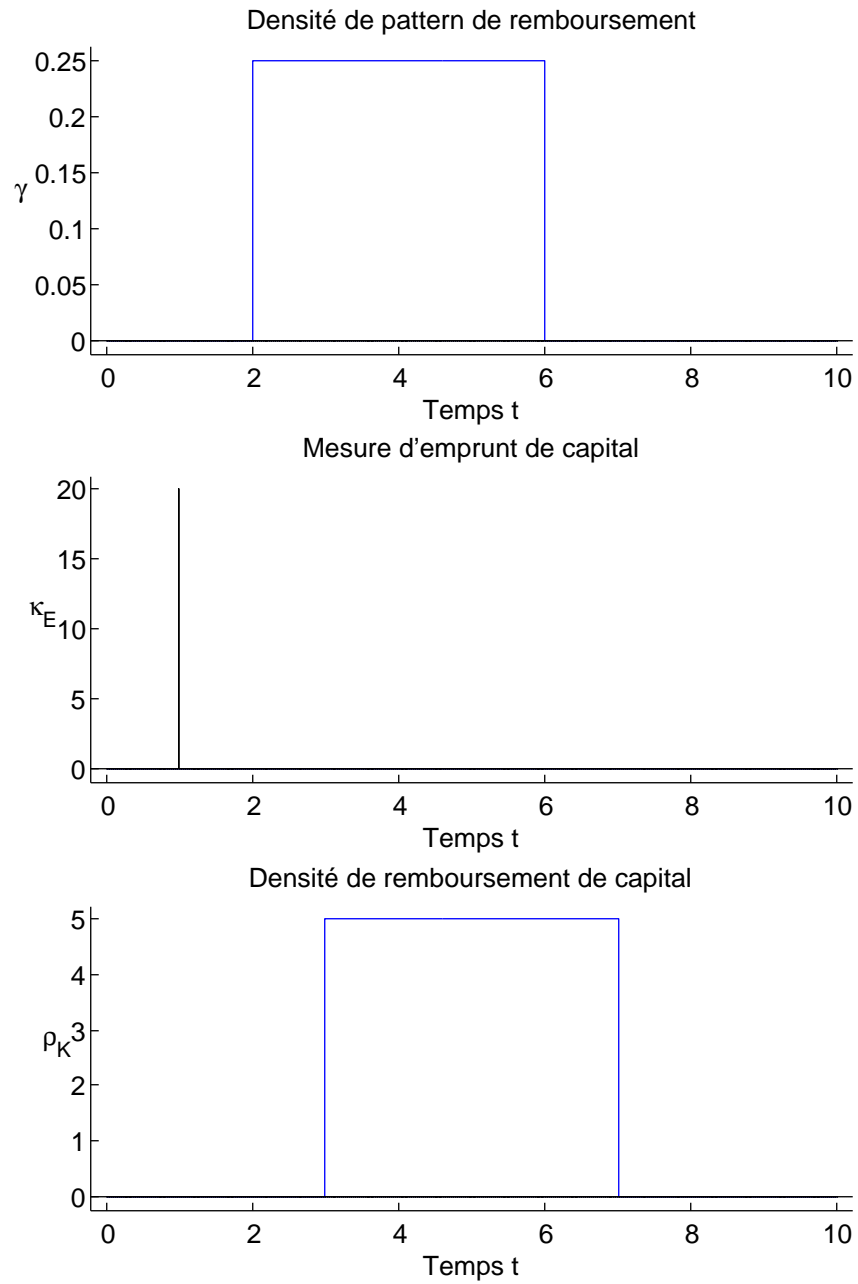 Densité de pattern de remboursement
0.25
0.2
0.15
γ
0.1
0.05
0
0 2 4 6 8 10
Temps t
Mesure d'emprunt de capital
20
15
κE
10
5
0
0 2 4 6 8 10
Temps t
Densité de remboursement de capital
5
4
3
ρK
2
1
0
0 2 4 6 8 10
Temps t